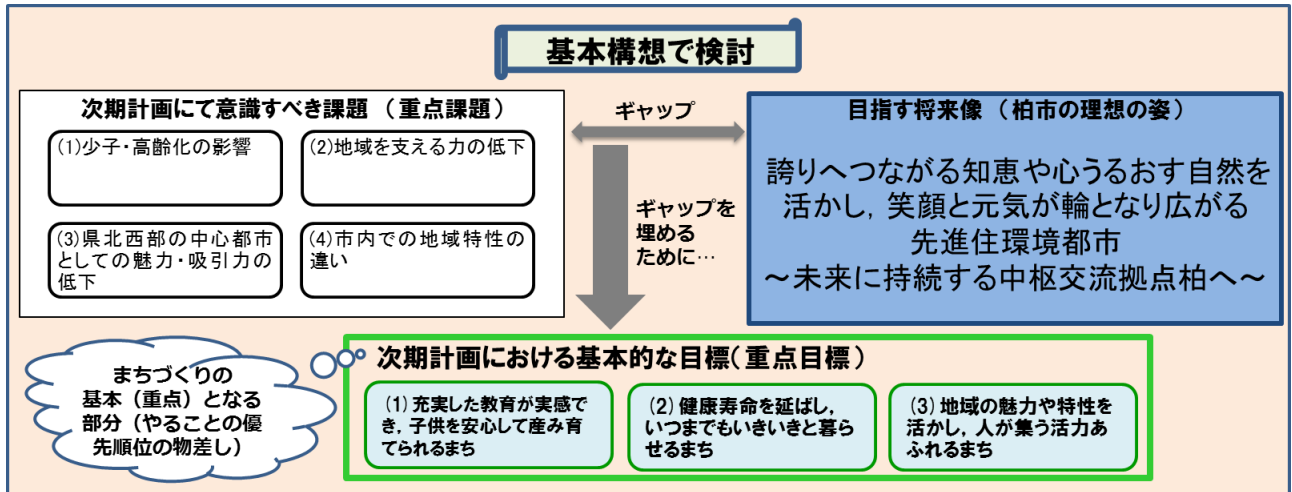 基本構想で検討
次期計画にて意識すべき課題（重点課題）
(1)少子・高齢化の影響
(2)地域を支える力の低下
(3)県北西部の中心都市
としての魅力・吸引力の
低下
(4)市内での地域特性の
違い
ギャップ
ギャップを
埋める
ために…
目指す将来像（柏市の理想の姿）
誇りへつながる知恵や心うるおす自然を
活かし，笑顔と元気が輪となり広がる
先進住環境都市
～未来に持続する中枢交流拠点柏へ～
まちづくりの
基本（重点）となる
部分（やることの優
先順位の物差し）
次期計画における基本的な目標（重点目標）
(1) 充実した教育が実感で
き，子供を安心して産み育
てられるまち
(2) 健康寿命を延ばし，
いつまでもいきいきと暮ら
せるまち
(3) 地域の魅力や特性を
活かし，人が集う活力あ
ふれるまち